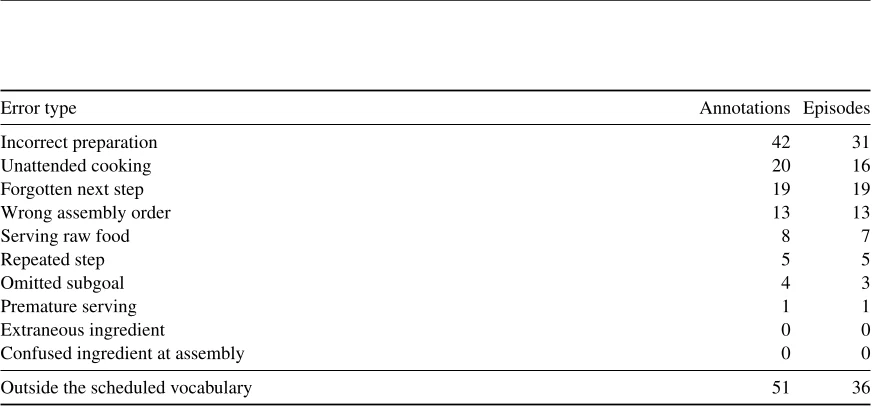 Error type Annotations Episodes
Incorrect preparation 42 31
Unattended cooking 20 16
Forgotten next step 19 19
Wrong assembly order 13 13
Serving raw food 8 7
Repeated step 5 5
Omitted subgoal 4 3
Premature serving 1 1
Extraneous ingredient 0 0
Confused ingredient at assembly 0 0
Outside the scheduled vocabulary 51 36